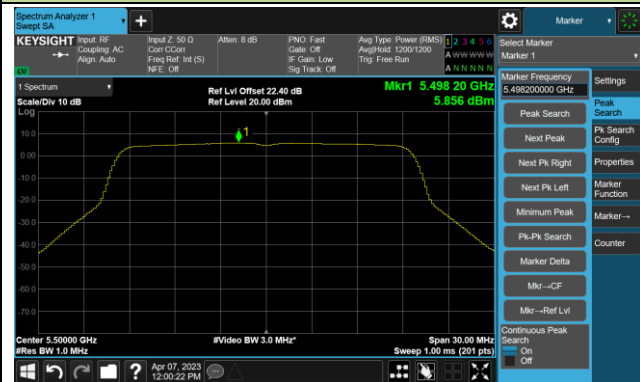 Spectrum Analyzer 1
Swept SA
Marker
KEYSIGHT
Input: RF
Coupling: AC
Align: Auto
Input Z: 50 Ω
Corr CCorr
Freq Ref: Int (S)
NFE: Off
Atten: 8 dB
PNO: Fast
Gate: Off
IF Gain: Low
Sig Track: Off
Avg Type: Power (RMS)
Avg|Hold: 1200/1200
Trig: Free Run
1 2 3 4 5 6
A W W W W W
A N N N N N
LXI
Select Marker
Marker 1
1 Spectrum
Scale/Div 10 dB
Log
Ref Lvl Offset 22.40 dB
Ref Level 20.00 dBm
Mkr1 5.498 20 GHz
5.856 dBm
10.0
0.00
-10.0
-20.0
-30.0
-40.0
-50.0
-60.0
-70.0
1
Center 5.50000 GHz
#Res BW 1.0 MHz
#Video BW 3.0 MHz*
Span 30.00 MHz
Sweep 1.00 ms (201 pts)
Marker Frequency
5.498200000 GHz
Peak Search
Next Peak
Next Pk Right
Next Pk Left
Minimum Peak
Pk-Pk Search
Marker Delta
Mkr→CF
Mkr→Ref Lvl
Continuous Peak
Search
On
Off
Settings
Peak
Search
Pk Search
Config
Properties
Marker
Function
Marker→
Counter
Apr 07, 2023
12:00:22 PM